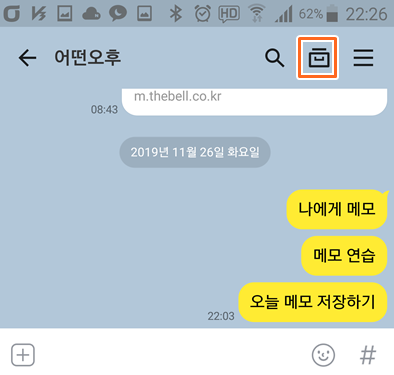 HD 62% 22:26
어떤오후
m.thebell.co.kr
08:43
2019년 11월 26일 화요일
나에게 메모
메모 연습
오늘 메모 저장하기
22:03
#